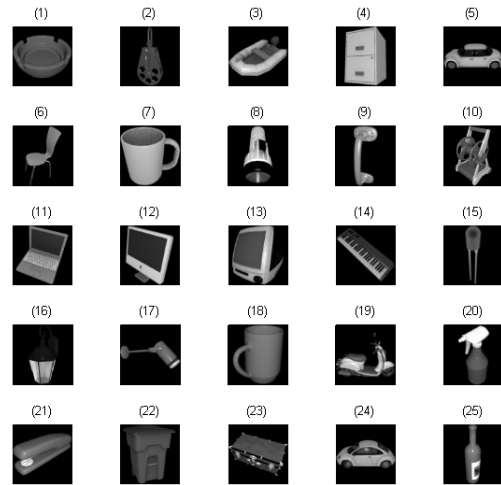 (1) (2) (3) (4) (5)
(6) (7) (8) (9) (10)
(11) (12) (13) (14) (15)
(16) (17) (18) (19) (20)
(21) (22) (23) (24) (25)